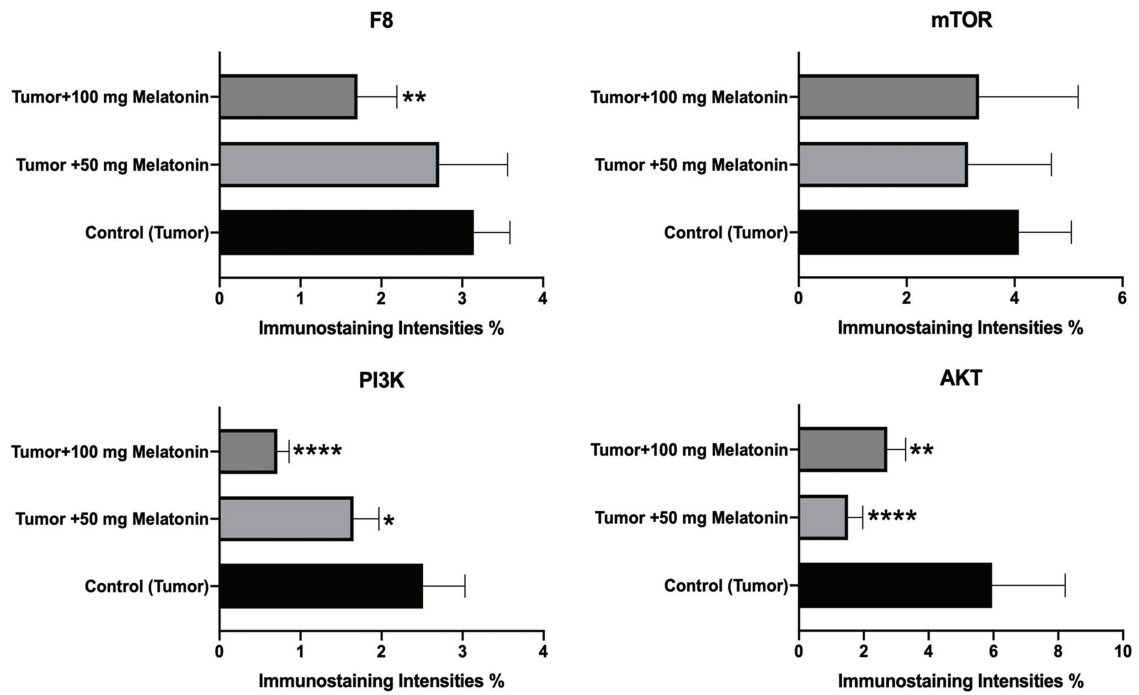 F8
Tumor+100 mg Melatonin
**
Tumor +50 mg Melatonin
Control (Tumor)
0 1 2 3 4
Immunostaining Intensities %
mTOR
Tumor+100 mg Melatonin
Tumor +50 mg Melatonin
Control (Tumor)
0 2 4 6
Immunostaining Intensities %
PI3K
Tumor+100 mg Melatonin
****
Tumor +50 mg Melatonin
*
Control (Tumor)
0 1 2 3 4
Immunostaining Intensities %
AKT
Tumor+100 mg Melatonin
**
Tumor +50 mg Melatonin
****
Control (Tumor)
0 2 4 6 8 10
Immunostaining Intensities %